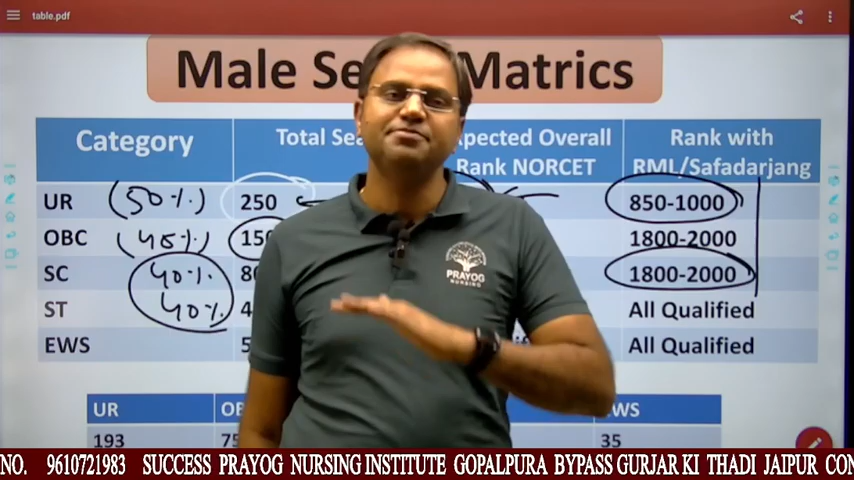 table.pdf
Male Se Matrics
Category Total Sea xpected Overall Rank with
Rank NORCET RML/Safadarjang
UR (50%) 250 850-1000
OBC (45%) 150 1800-2000
SC 40% 1800-2000
ST 40% All Qualified
EWS All Qualified
UR OB WS
193 75 35
PRAYOG
NURSING
NO. 9610721983 SUCCESS PRAYOG NURSING INSTITUTE GOPALPURA BYPASS GURJAR KI THADI JAIPUR CON